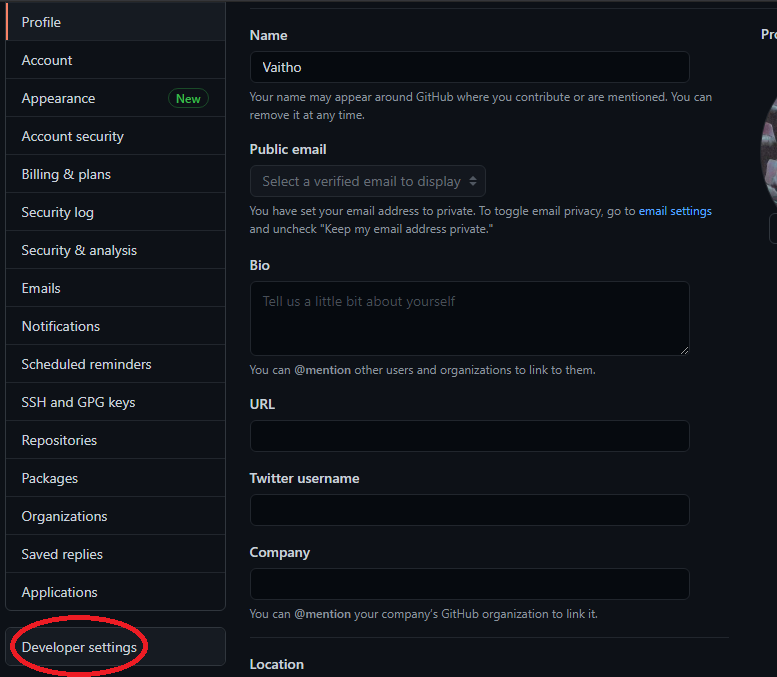 Profile
Account
Appearance
New
Account security
Billing & plans
Security log
Security & analysis
Emails
Notifications
Scheduled reminders
SSH and GPG keys
Repositories
Packages
Organizations
Saved replies
Applications
Developer settings
Name
Vaitho
Your name may appear around GitHub where you contribute or are mentioned. You can
remove it at any time.
Public email
Select a verified email to display
You have set your email address to private. To toggle email privacy, go to email settings
and uncheck "Keep my email address private."
Bio
Tell us a little bit about yourself
You can @mention other users and organizations to link to them.
URL
Twitter username
Company
You can @mention your company's GitHub organization to link it.
Location